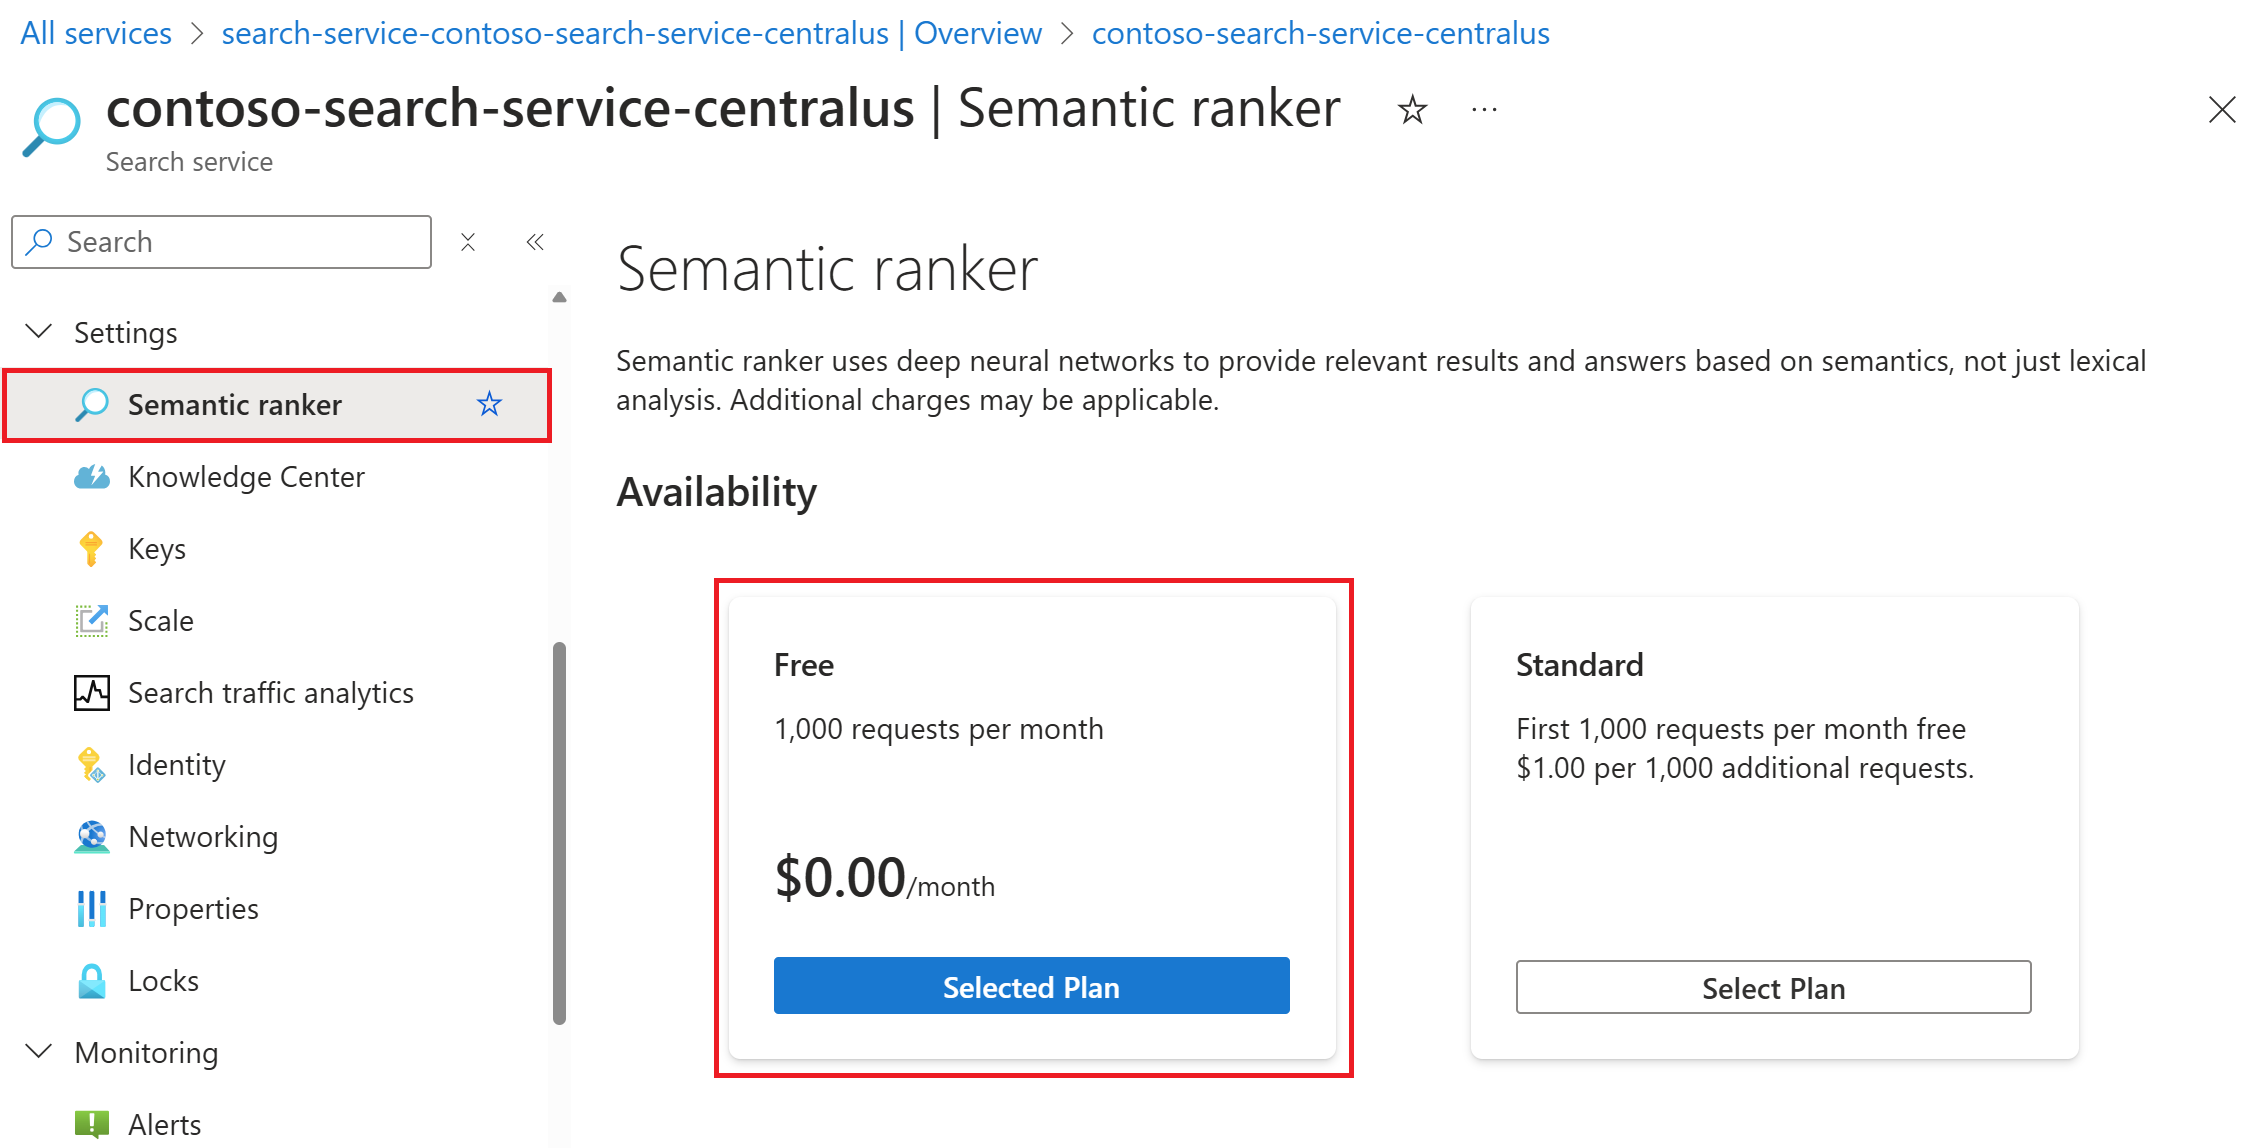 All services > search-service-contoso-search-service-centralus | Overview > contoso-search-service-centralus
contoso-search-service-centralus | Semantic ranker
Search service
Search
Settings
Semantic ranker
Knowledge Center
Keys
Scale
Search traffic analytics
Identity
Networking
Properties
Locks
Monitoring
Alerts
Semantic ranker
Semantic ranker uses deep neural networks to provide relevant results and answers based on semantics, not just lexical
analysis. Additional charges may be applicable.
Availability
Free
1,000 requests per month
$0.00/month
Selected Plan
Standard
First 1,000 requests per month free
$1.00 per 1,000 additional requests.
Select Plan